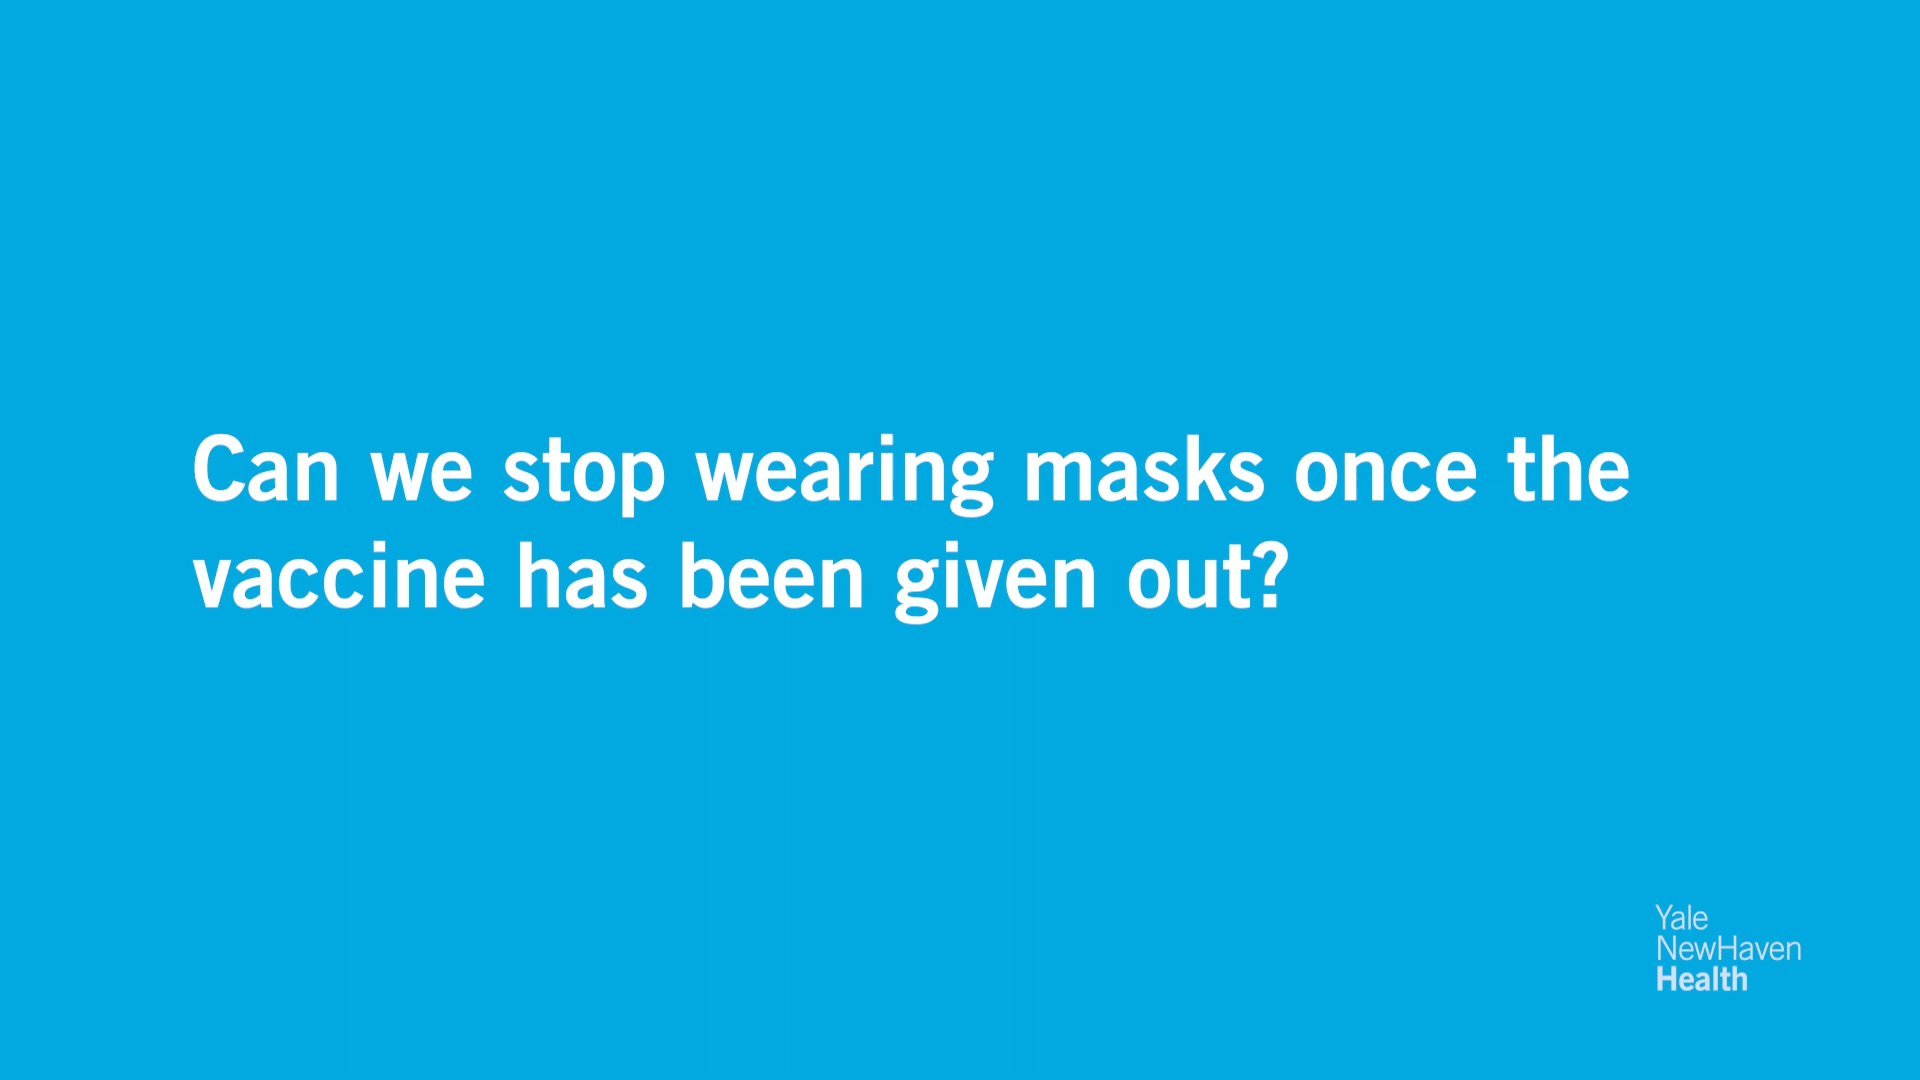 Can we stop wearing masks once the
vaccine has been given out?
Yale
NewHaven
Health